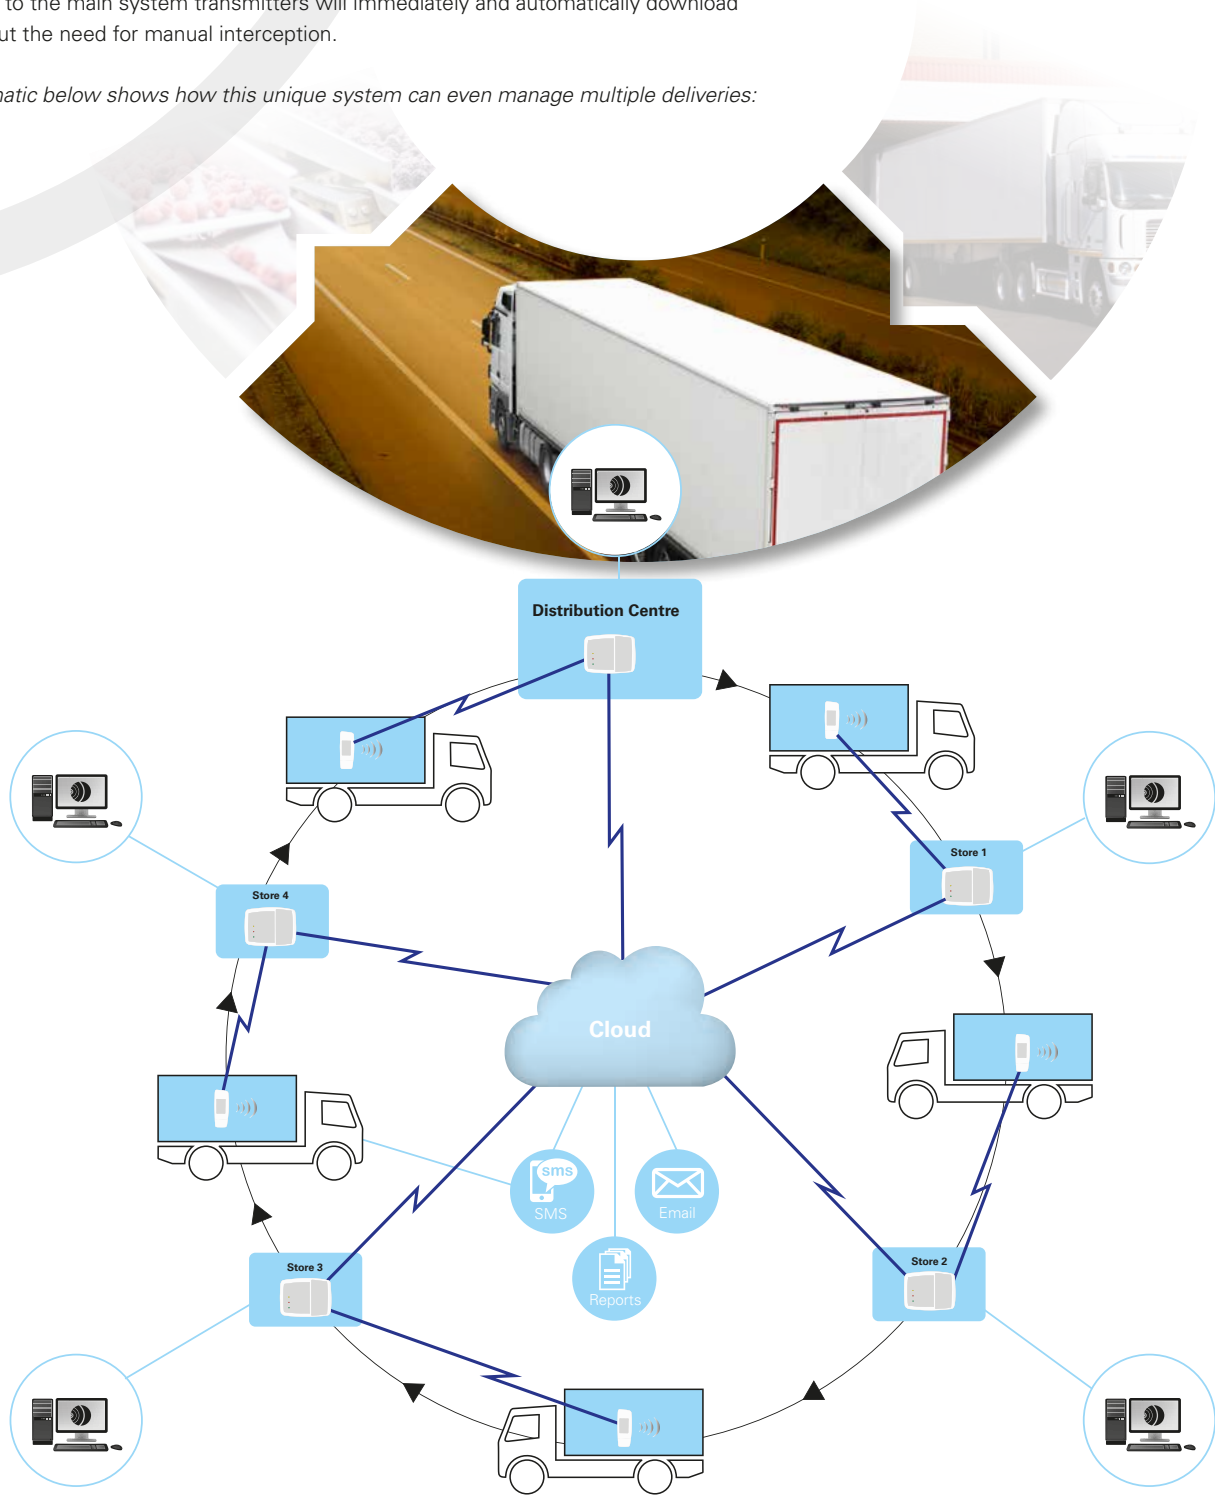 to the main system transmitters will immediately and automatically download
ut the need for manual interception.
matic below shows how this unique system can even manage multiple deliveries:
Distribution Centre
Store 1
Store 4
Cloud
sms
SMS
Email
Store 3
Store 2
Reports